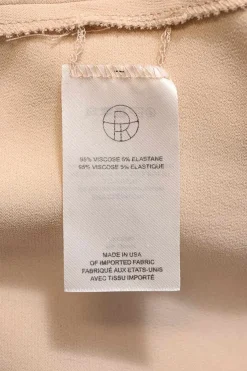 95% VISCOSE 5% ELASTANE
95% VISCOSE 5% ELASTIQUE
MADE IN USA
OF IMPORTED FABRIC
FABRIQUÉ AUX ETATS-UNIS
AVEC TISSU IMPORTÉ